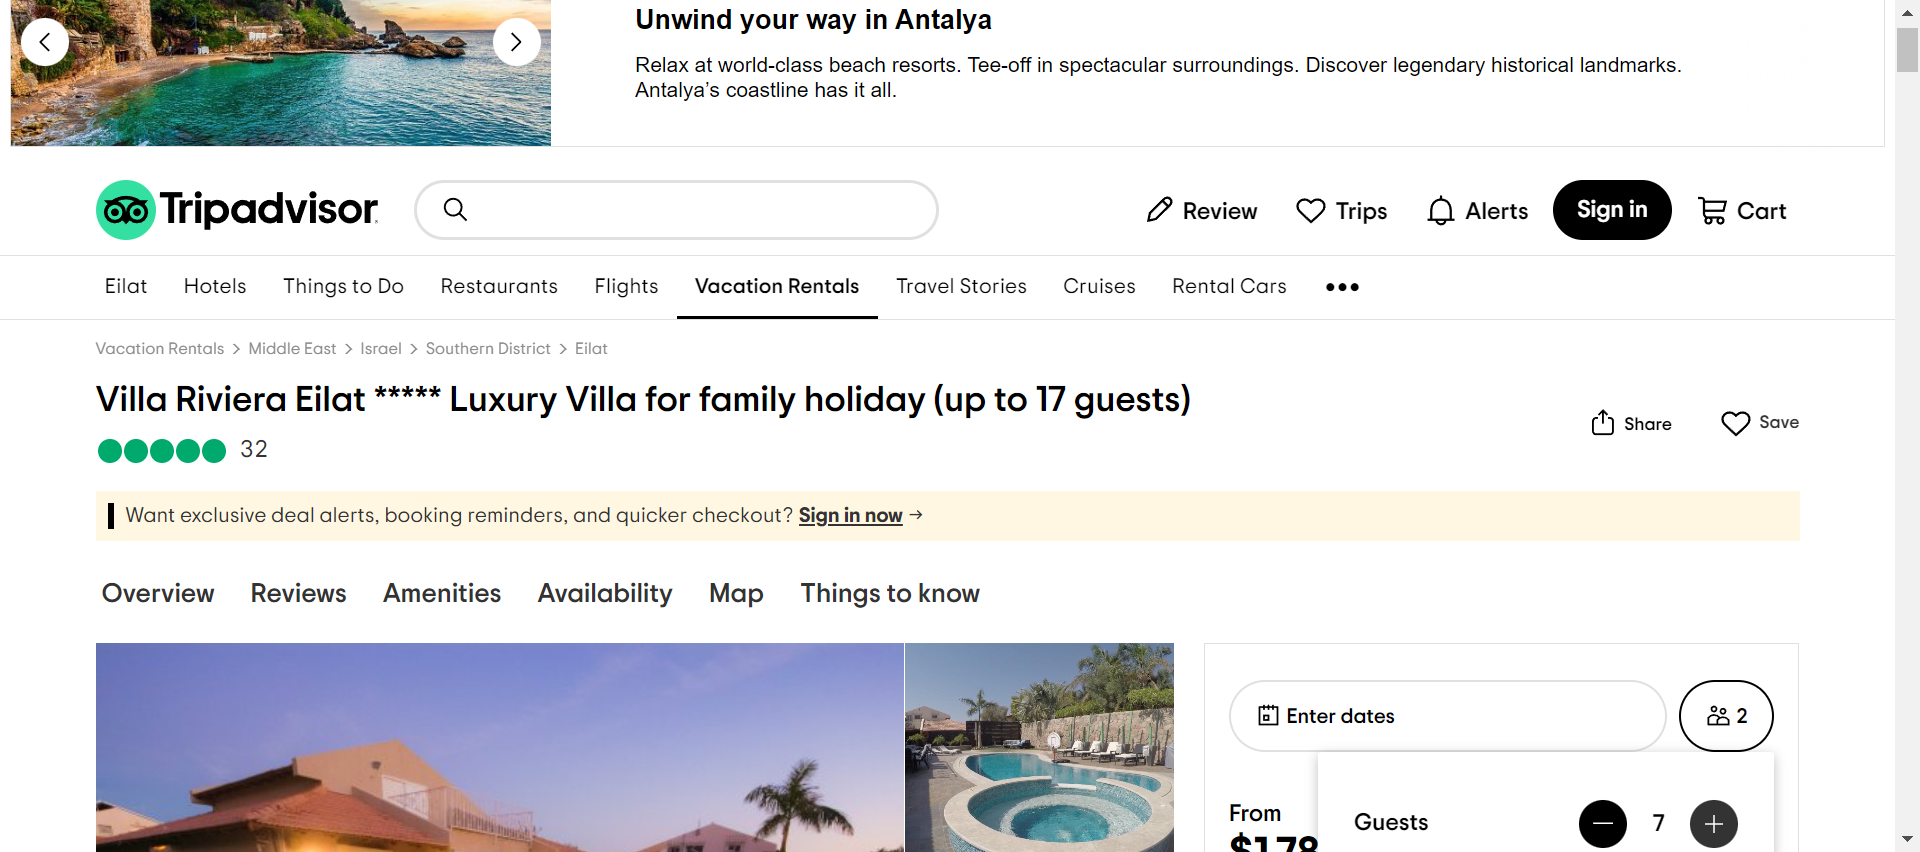 Unwind your way in Antalya
Relax at world-class beach resorts. Tee-off in spectacular surroundings. Discover legendary historical landmarks.
Antalya’s coastline has it all.
Tripadvisor
Review
Trips
Alerts
Sign in
Cart
Eilat
Hotels
Things to Do
Restaurants
Flights
Vacation Rentals
Travel Stories
Cruises
Rental Cars
Vacation Rentals > Middle East > Israel > Southern District > Eilat
Villa Riviera Eilat ***** Luxury Villa for family holiday (up to 17 guests)
32
Share
Save
Want exclusive deal alerts, booking reminders, and quicker checkout? Sign in now →
Overview
Reviews
Amenities
Availability
Map
Things to know
Enter dates
2
From
$1,78
Guests
7